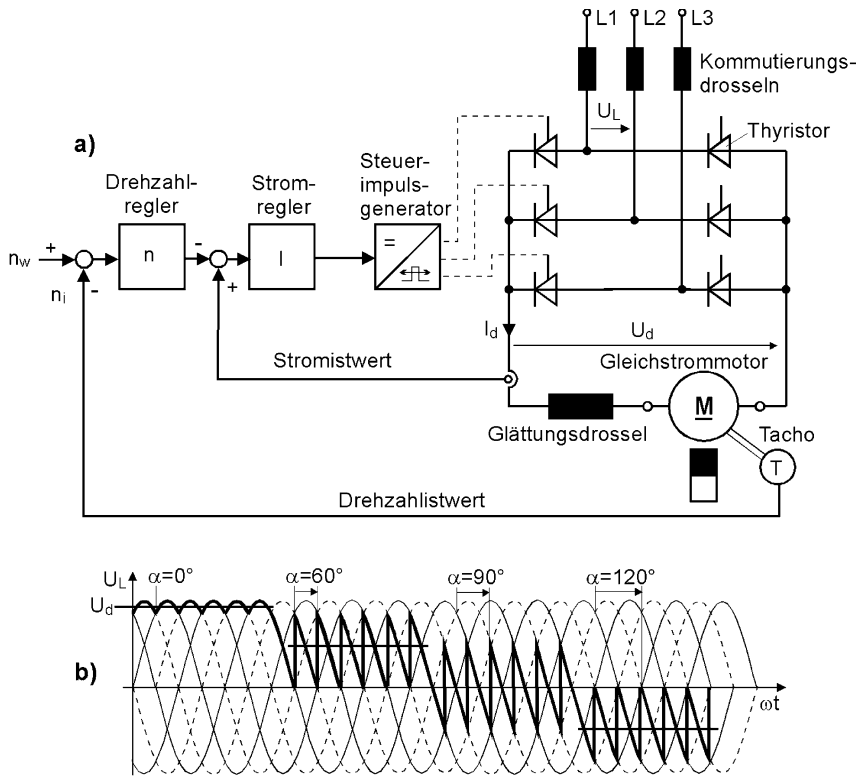 L1 L2 L3
Kommutierungs-
drosseln
U_L
Thyristor
a)
Drehzahl-
regler
Strom-
regler
Steuer-
impuls-
generator
n_w + n - I =
n_i - +
I_d U_d
Stromistwert
Gleichstrommotor
M
Glättungsdrossel
Tacho
T
Drehzahlistwert
U_L α=0° α=60° α=90° α=120°
U_d
b)
ωt